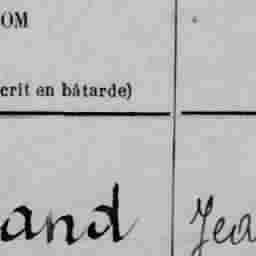 OM
crit en bâtarde)
and Jea